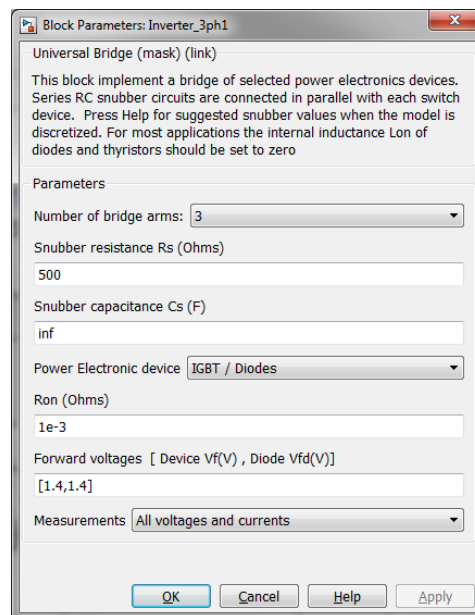 Block Parameters: Inverter_3ph1
Universal Bridge (mask) (link)
This block implement a bridge of selected power electronics devices.
Series RC snubber circuits are connected in parallel with each switch
device.  Press Help for suggested snubber values when the model is
discretized. For most applications the internal inductance Lon of
diodes and thyristors should be set to zero
Parameters
Number of bridge arms: 3
Snubber resistance Rs (Ohms)
500
Snubber capacitance Cs (F)
inf
Power Electronic device IGBT / Diodes
Ron (Ohms)
1e-3
Forward voltages  [ Device Vf(V) , Diode Vfd(V)]
[1.4,1.4]
Measurements All voltages and currents
OK Cancel Help Apply